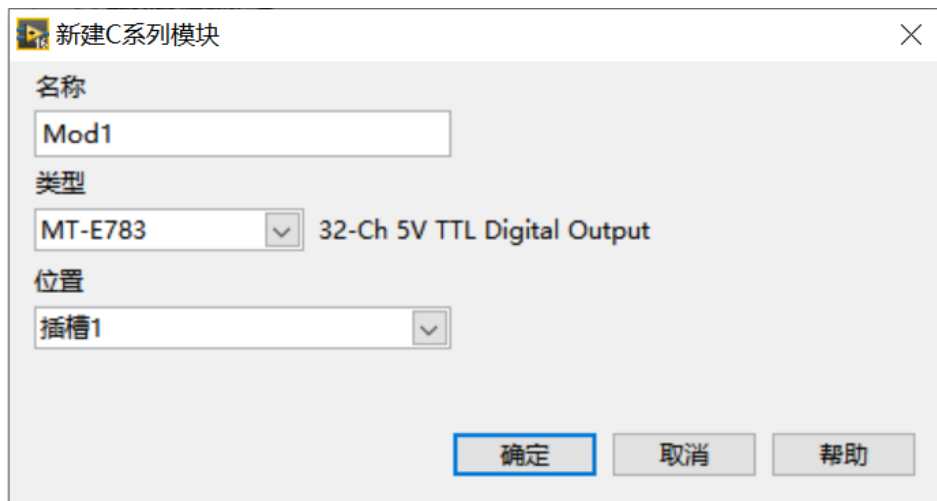 新建C系列模块
名称
Mod1
类型
MT-E783 32-Ch 5V TTL Digital Output
位置
插槽1
确定 取消 帮助